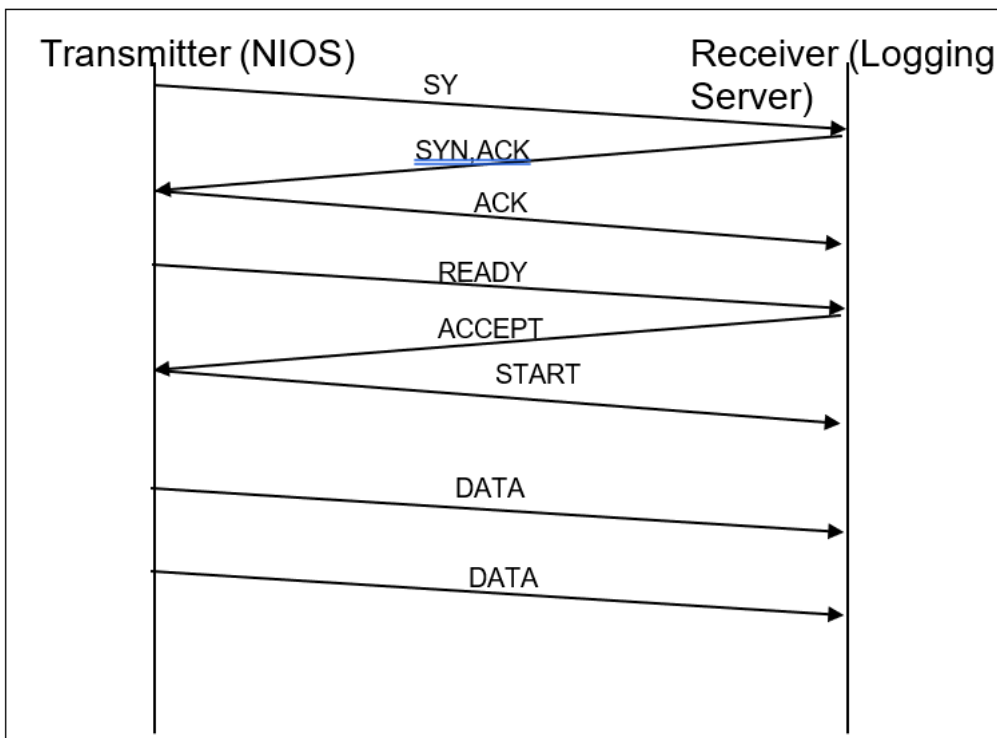 Transmitter (NIOS)
Receiver (Logging
Server)
SY
SYN,ACK
ACK
READY
ACCEPT
START
DATA
DATA